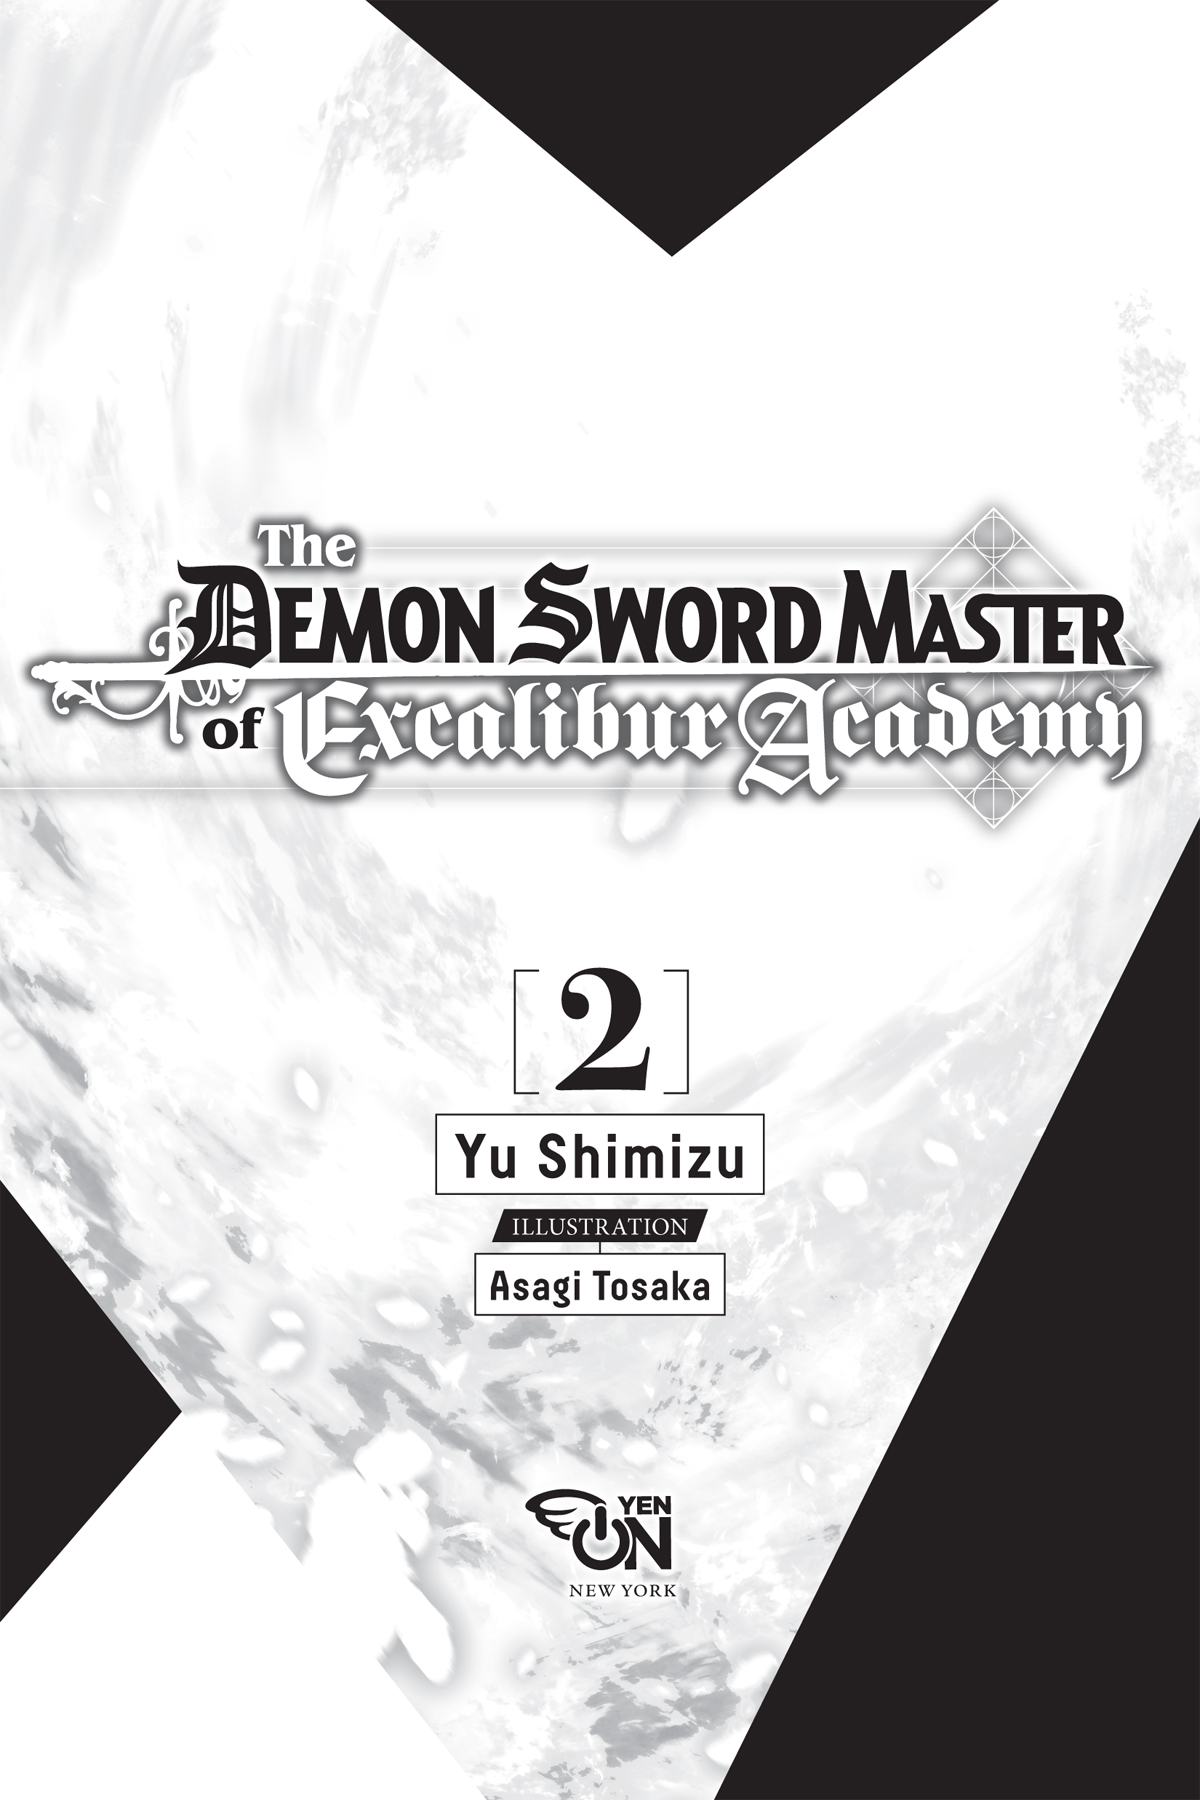 The
DEMON SWORD MASTER
of Excalibur Academy
[2]
Yu Shimizu
ILLUSTRATION
Asagi Tosaka
YEN
ON
NEW YORK